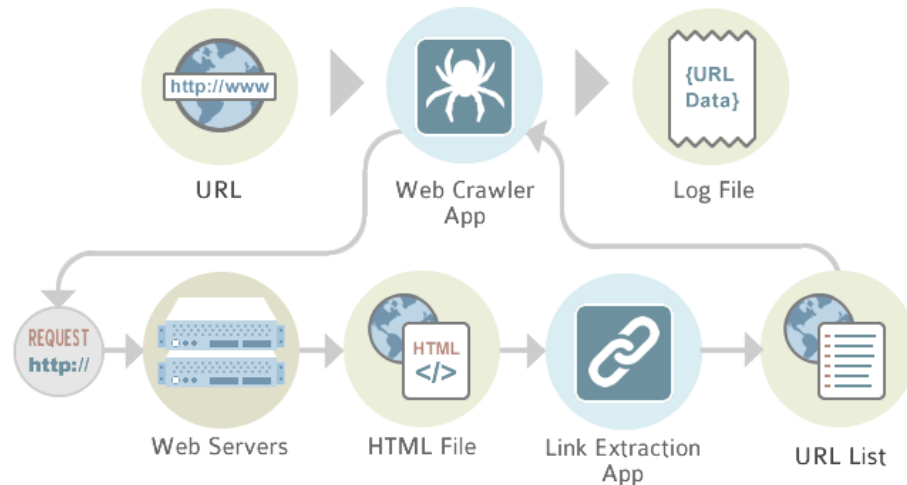 http://www
{URL
Data}
URL
Web Crawler
App
Log File
REQUEST
http://
HTML
</>
Web Servers
HTML File
Link Extraction
App
URL List